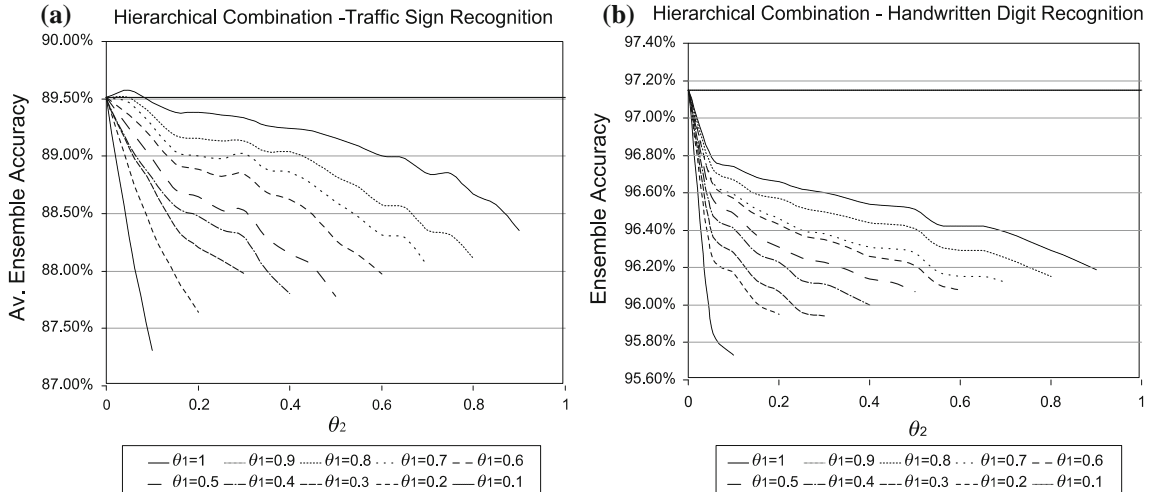 (a) Hierarchical Combination -Traffic Sign Recognition
90.00%
89.50%
89.00%
88.50%
88.00%
87.50%
87.00%
Av. Ensemble Accuracy
0 0.2 0.4 0.6 0.8 1
θ2
θ1=1 θ1=0.9 θ1=0.8 θ1=0.7 θ1=0.6
θ1=0.5 θ1=0.4 θ1=0.3 θ1=0.2 θ1=0.1
(b) Hierarchical Combination - Handwritten Digit Recognition
97.40%
97.20%
97.00%
96.80%
96.60%
96.40%
96.20%
96.00%
95.80%
95.60%
Ensemble Accuracy
0 0.2 0.4 0.6 0.8 1
θ2
θ1=1 θ1=0.9 θ1=0.8 θ1=0.7 θ1=0.6
θ1=0.5 θ1=0.4 θ1=0.3 θ1=0.2 θ1=0.1